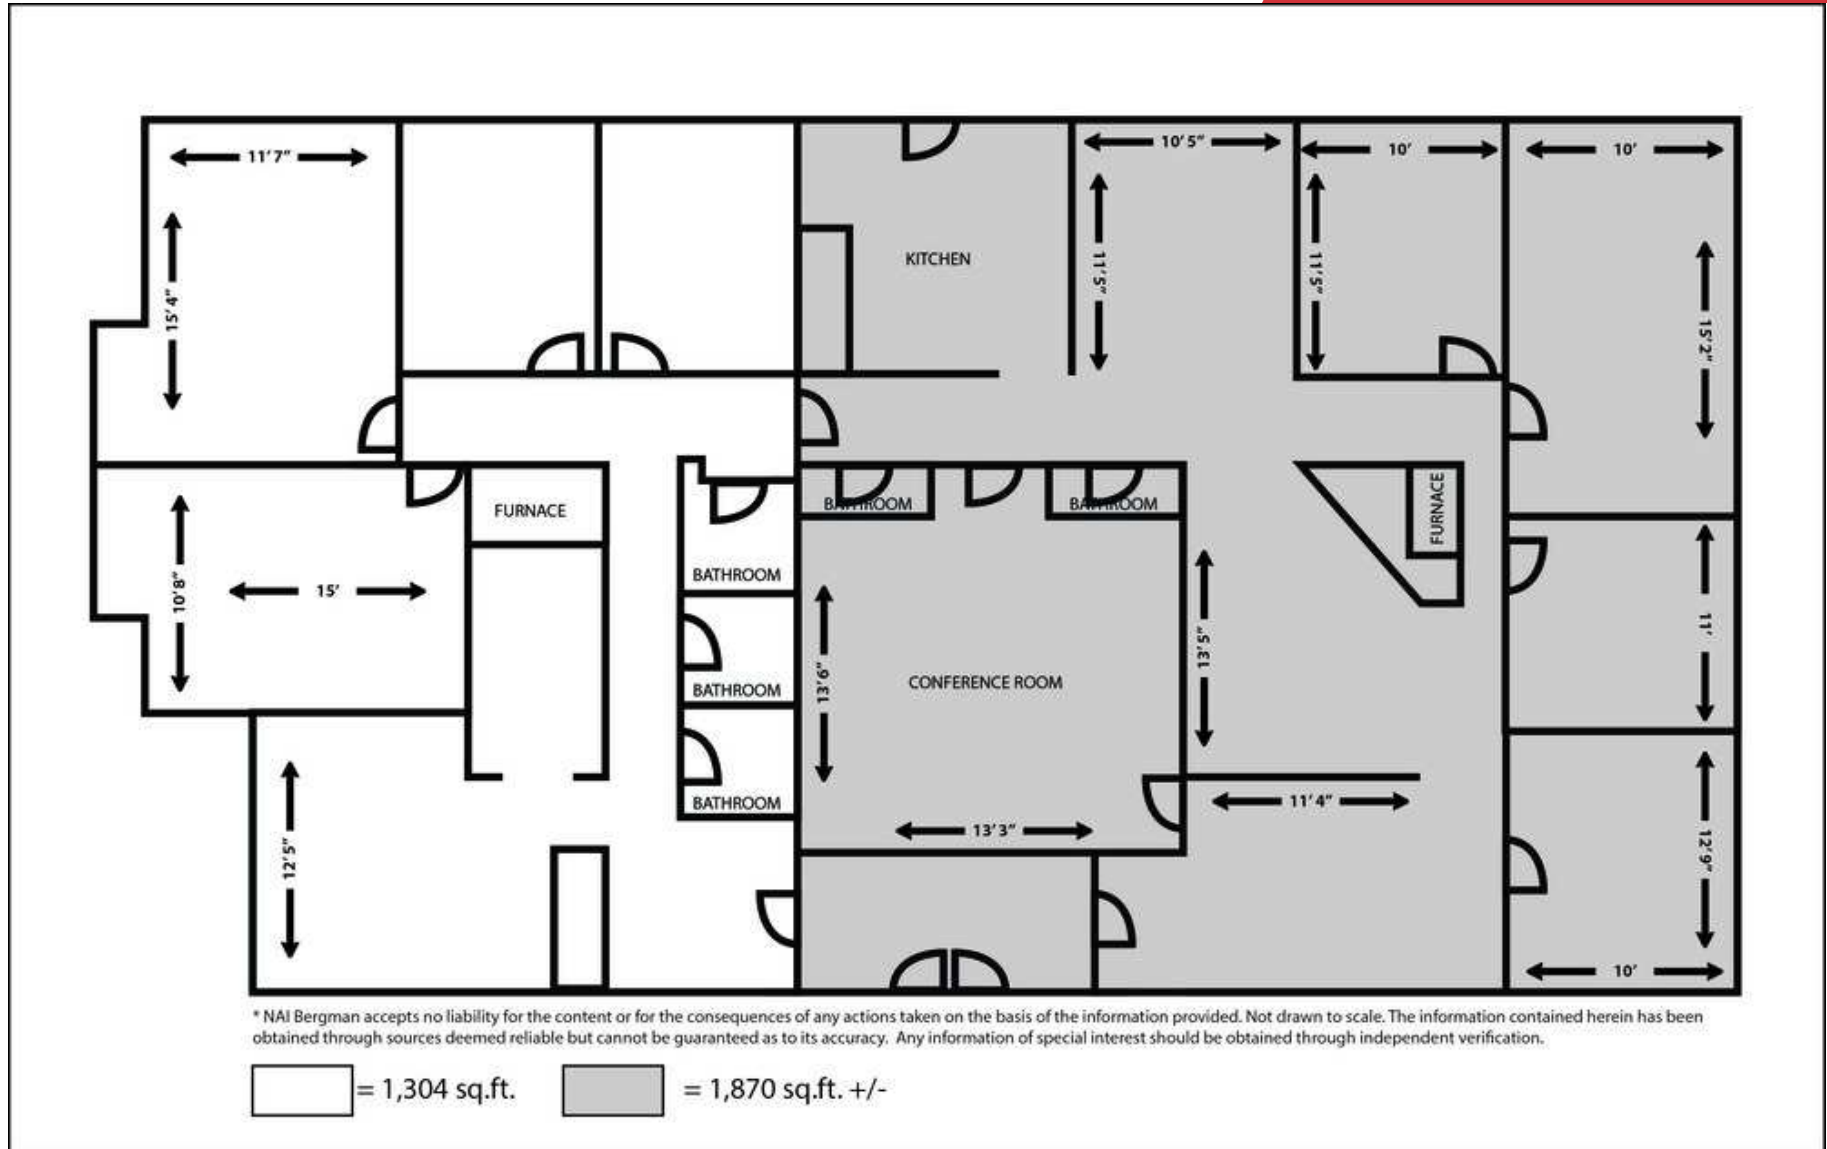 11'7"
10'5"
10'
10'
15'4"
11'5"
11'5"
15'2"
KITCHEN
FURNACE
BATHROOM
BATHROOM
FURNACE
10'8"
15'
BATHROOM
13'5"
11'
13'6"
CONFERENCE ROOM
BATHROOM
BATHROOM
11'4"
13'3"
12'5"
12'9"
10'
* NAI Bergman accepts no liability for the content or for the consequences of any actions taken on the basis of the information provided. Not drawn to scale. The information contained herein has been
obtained through sources deemed reliable but cannot be guaranteed as to its accuracy. Any information of special interest should be obtained through independent verification.
= 1,304 sq.ft.
= 1,870 sq.ft. +/-